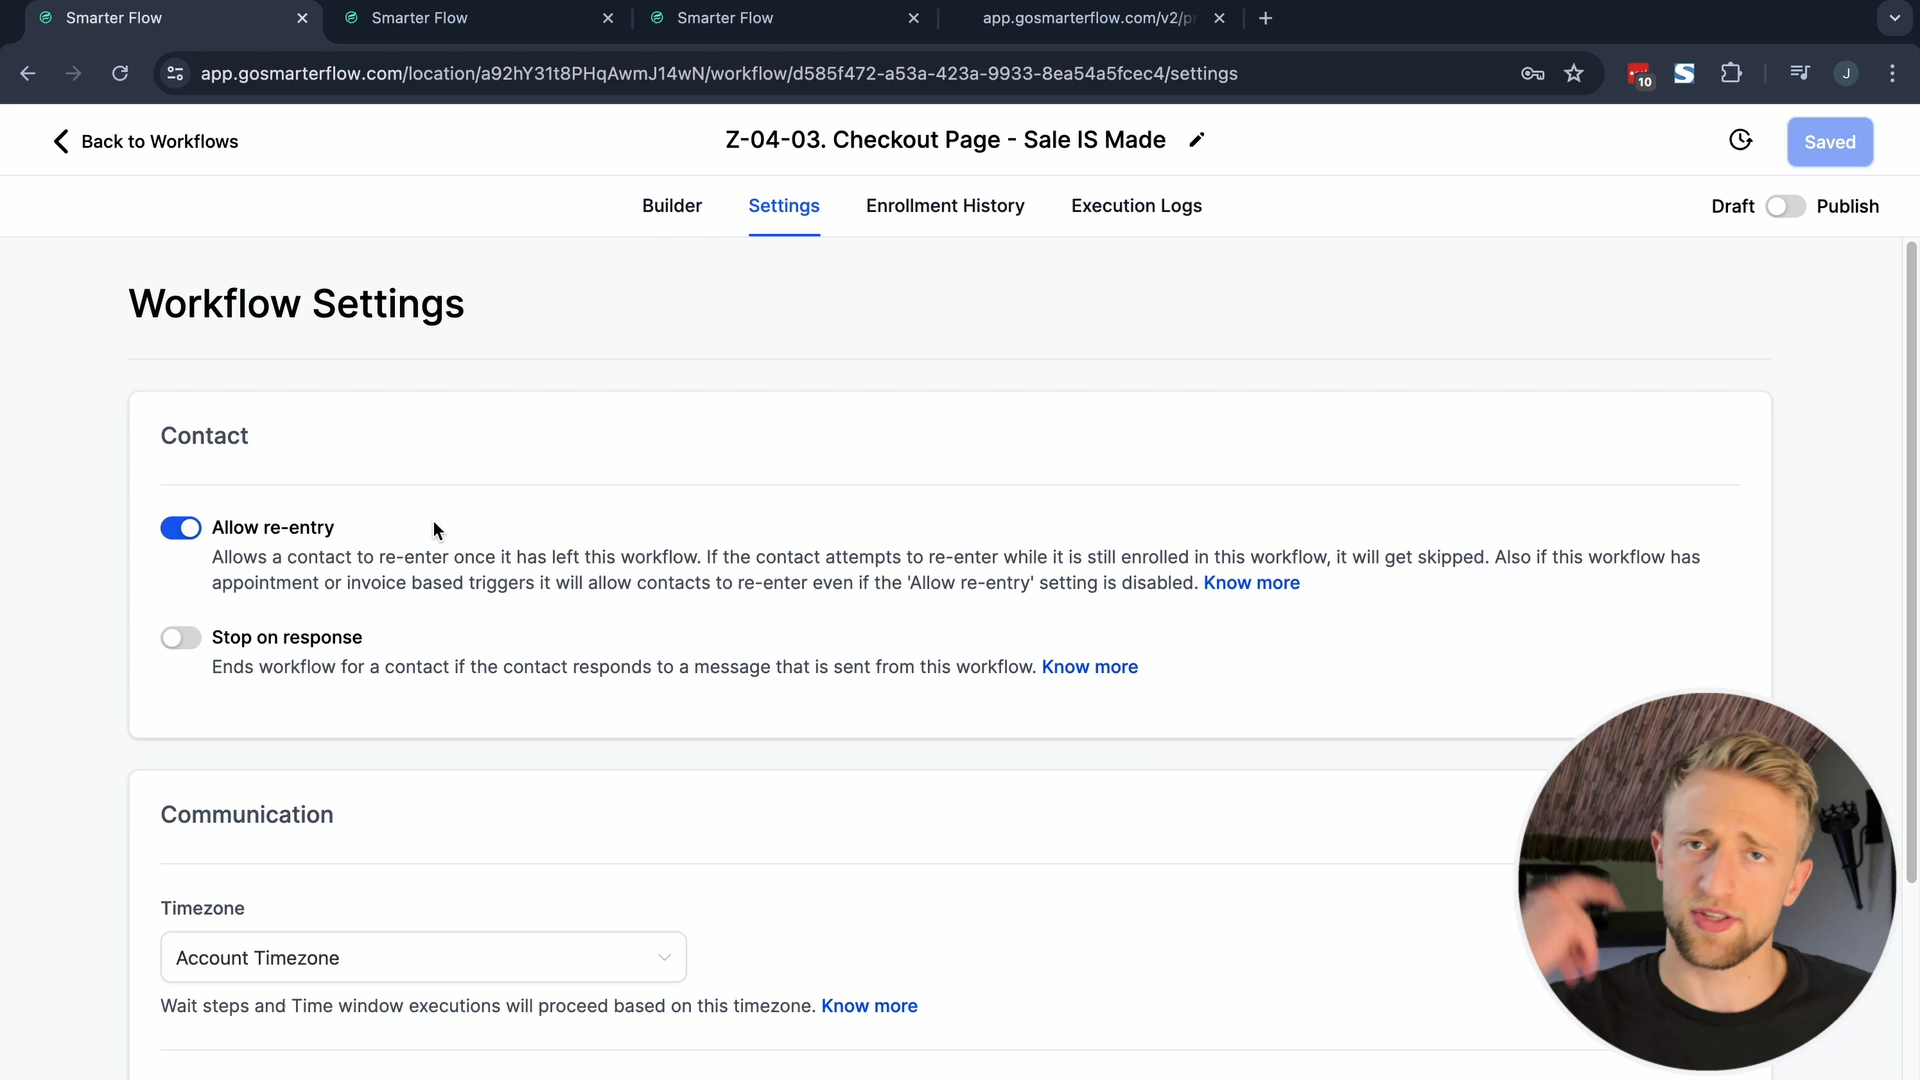 Smarter Flow
Smarter Flow
Smarter Flow
app.gosmarterflow.com/v2/pr
app.gosmarterflow.com/location/a92hY31t8PHqAwmJ14wN/workflow/d585f472-a53a-423a-9933-8ea54a5fcec4/settings
10
J
Back to Workflows
Z-04-03. Checkout Page - Sale IS Made
Saved
Builder
Settings
Enrollment History
Execution Logs
Draft
Publish
Workflow Settings
Contact
Allow re-entry
Allows a contact to re-enter once it has left this workflow. If the contact attempts to re-enter while it is still enrolled in this workflow, it will get skipped. Also if this workflow has
appointment or invoice based triggers it will allow contacts to re-enter even if the 'Allow re-entry' setting is disabled. Know more
Stop on response
Ends workflow for a contact if the contact responds to a message that is sent from this workflow. Know more
Communication
Timezone
Account Timezone
Wait steps and Time window executions will proceed based on this timezone. Know more